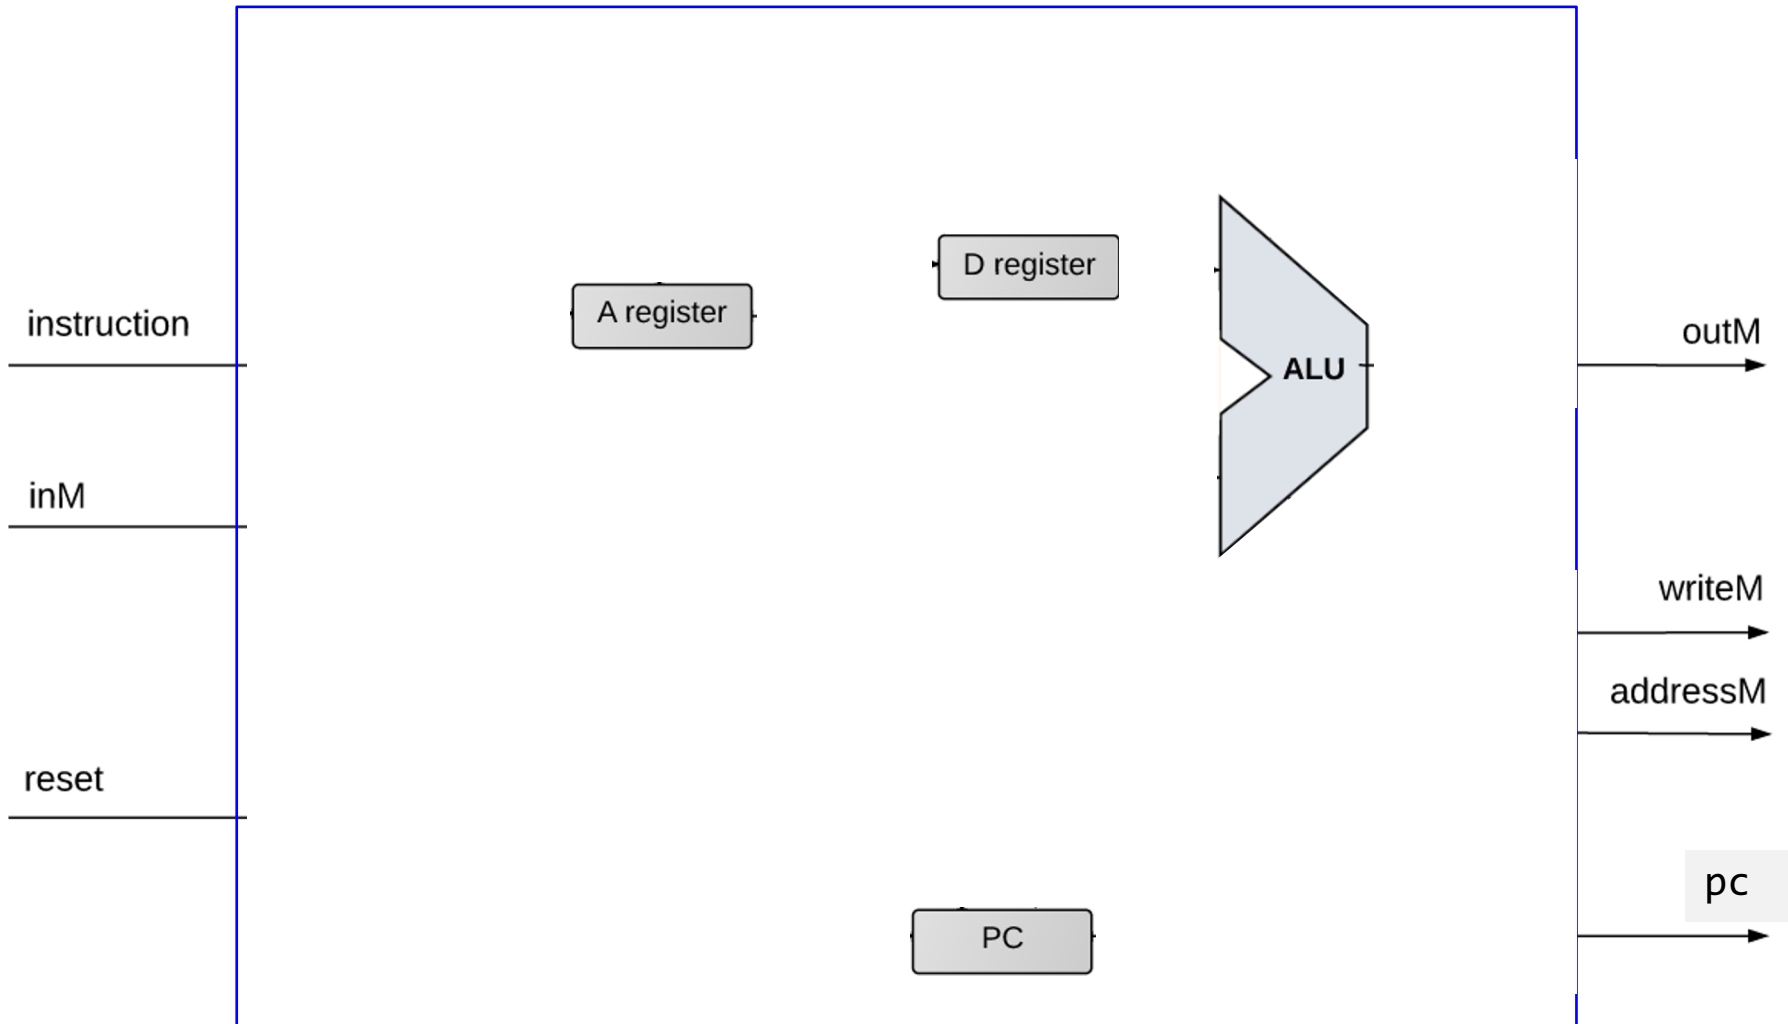 D register
A register
instruction
outM
ALU
inM
writeM
addressM
reset
pc
PC